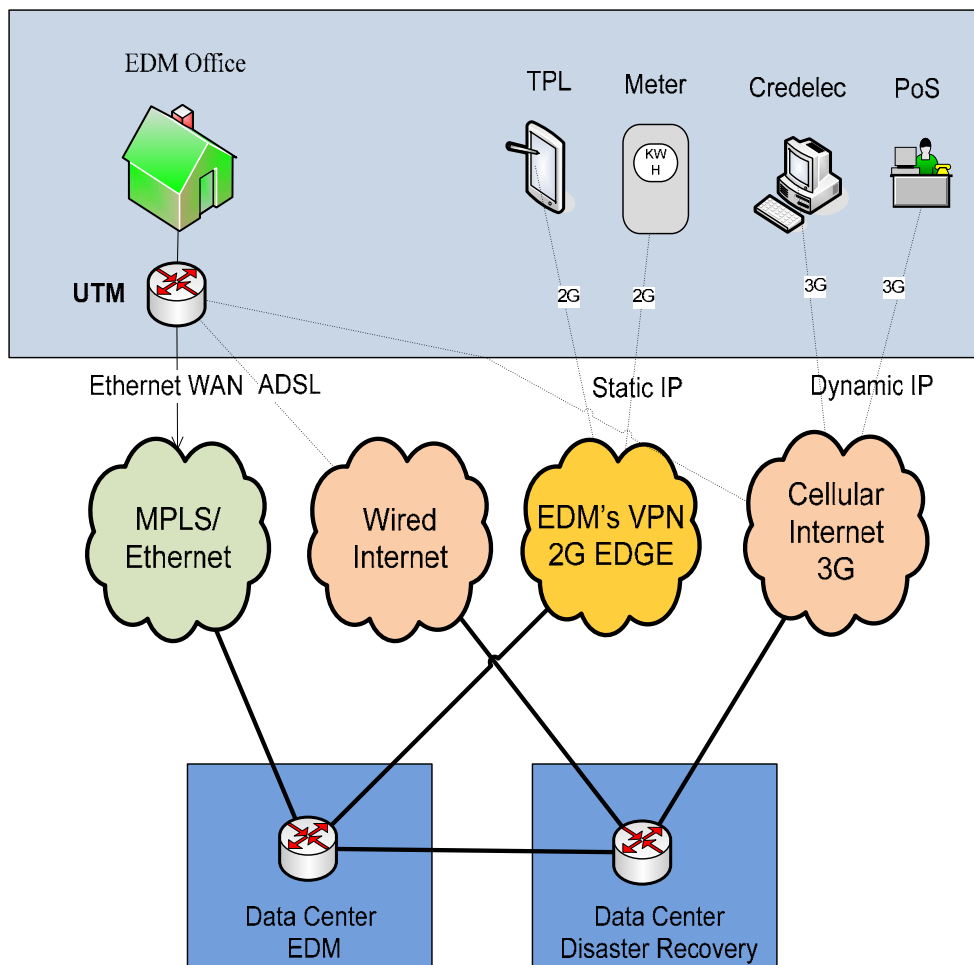 EDM Office
TPL
Meter
Credelec
PoS
KW
H
UTM
2G
2G
3G
3G
Ethernet WAN
ADSL
Static IP
Dynamic IP
MPLS/
Ethernet
Wired
Internet
EDM's VPN
2G EDGE
Cellular
Internet
3G
Data Center
EDM
Data Center
Disaster Recovery